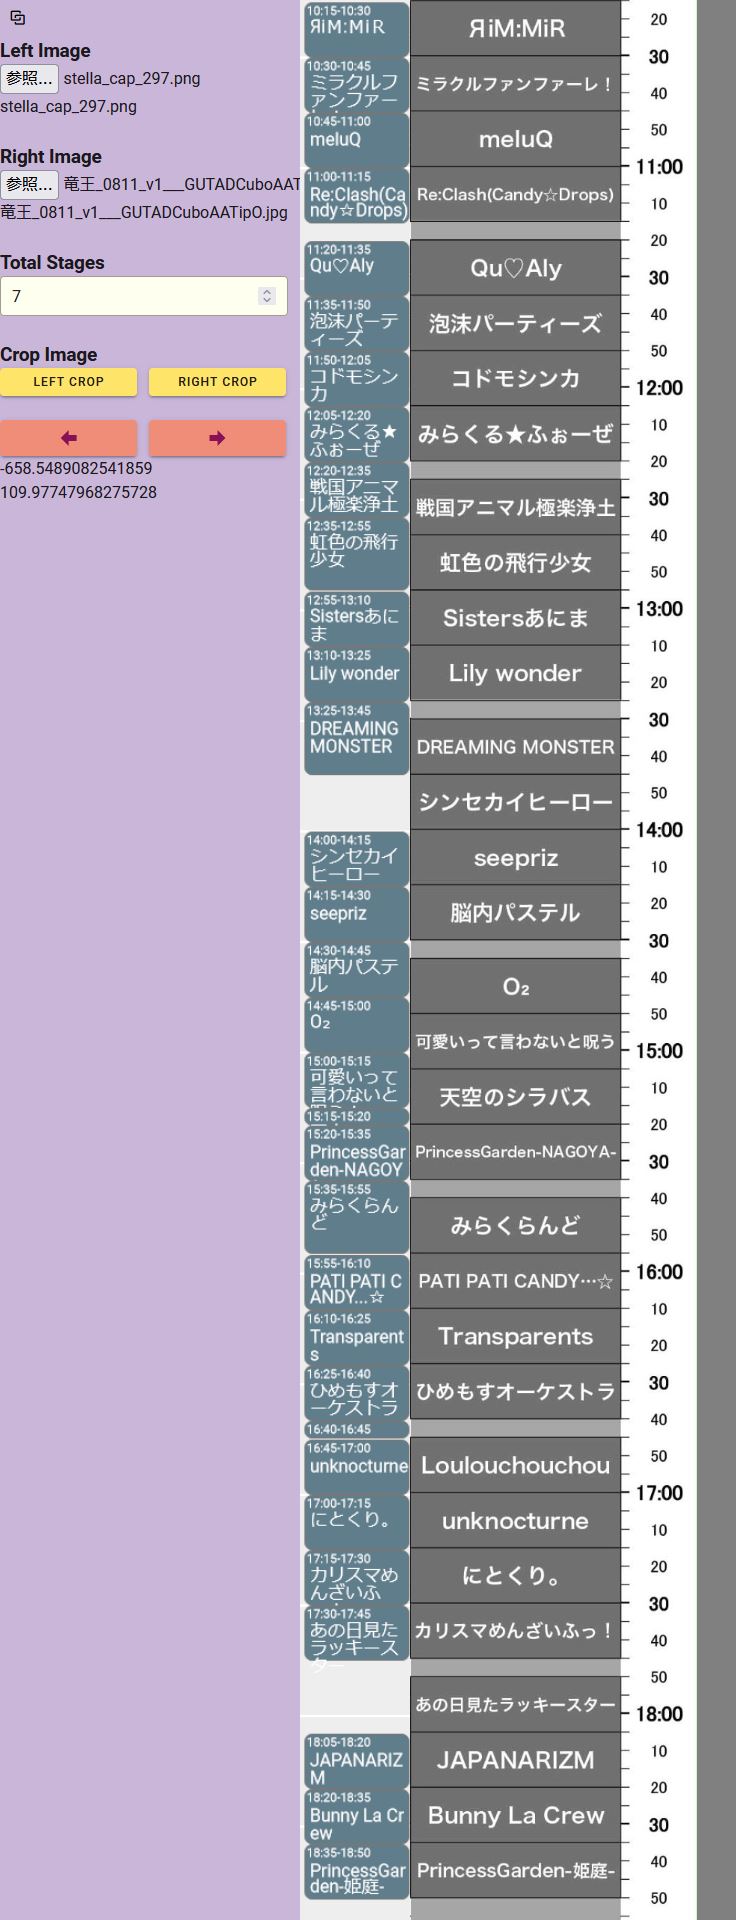 Left Image
参照... stella_cap_297.png
stella_cap_297.png
Right Image
参照... 竜王_0811_v1___GUTADCuboAAT
竜王_0811_v1___GUTADCuboAATipO.jpg
Total Stages
7
Crop Image
LEFT CROP
RIGHT CROP
-658.5489082541859
109.97747968275728
10:15-10:30
ЯiM:MiR
10:30-10:45
ミラクルフ
ァンファー
10:45-11:00
meluQ
11:00-11:15
Re:Clash(Ca
ndy☆Drops)
11:20-11:35
Qu♡Aly
11:35-11:50
泡沫パーテ
ィーズ
11:50-12:05
コドモシン
カ
12:05-12:20
みらくる★
ふぉーぜ
12:20-12:35
戦国アニマ
ル極楽浄土
12:35-12:55
虹色の飛行
少女
12:55-13:10
Sistersあに
ま
13:10-13:25
Lily wonder
13:25-13:45
DREAMING
MONSTER
14:00-14:15
シンセカイ
ヒーロー
14:15-14:30
seepriz
14:30-14:45
脳内パステ
ル
14:45-15:00
O₂
15:00-15:15
可愛いって
言わないと
呪う！
15:15-15:20
15:20-15:35
PrincessGar
den-NAGOY
15:35-15:55
みらくらん
ど
15:55-16:10
PATI PATI C
ANDY...☆
16:10-16:25
Transparent
s
16:25-16:40
ひめもすオ
ーケストラ
16:40-16:45
16:45-17:00
unknocturne
17:00-17:15
にとくり。
17:15-17:30
カリスマめ
んざいふ
17:30-17:45
あの日見た
ラッキース
ター
18:05-18:20
JAPANARIZ
M
18:20-18:35
Bunny La Cr
ew
18:35-18:50
PrincessGar
den-姫庭-
ЯiM:MiR
ミラクルファンファーレ！
meluQ
Re:Clash(Candy☆Drops)
Qu♡Aly
泡沫パーティーズ
コドモシンカ
みらくる★ふぉーぜ
戦国アニマル極楽浄土
虹色の飛行少女
Sistersあにま
Lily wonder
DREAMING MONSTER
シンセカイヒーロー
seepriz
脳内パステル
O₂
可愛いって言わないと呪う
天空のシラバス
PrincessGarden-NAGOYA-
みらくらんど
PATI PATI CANDY…☆
Transparents
ひめもすオーケストラ
Loulouchouchou
unknocturne
にとくり。
カリスマめんざいふっ！
あの日見たラッキースター
JAPANARIZM
Bunny La Crew
PrincessGarden-姫庭-
20
30
40
50
11:00
10
20
30
40
50
12:00
10
20
30
40
50
13:00
10
20
30
40
50
14:00
10
20
30
40
50
15:00
10
20
30
40
50
16:00
10
20
30
40
50
17:00
10
20
30
40
50
18:00
10
20
30
40
50